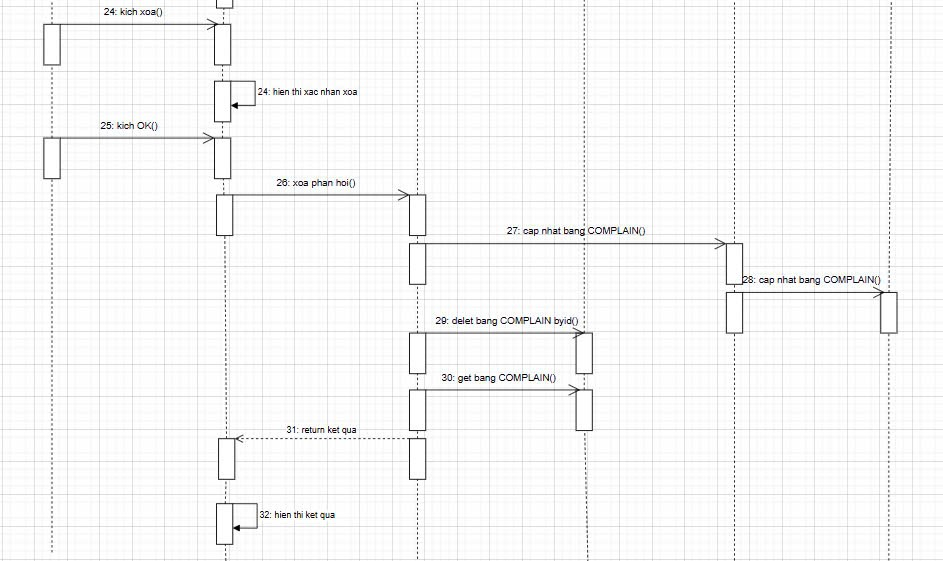 24: kich xoa()
24: hien thi xac nhan xoa
25: kich OK()
26: xoa phan hoi()
27: cap nhat bang COMPLAIN()
28: cap nhat bang COMPLAIN()
29: delet bang COMPLAIN byid()
30: get bang COMPLAIN()
31: return ket qua
32: hien thi ket qua